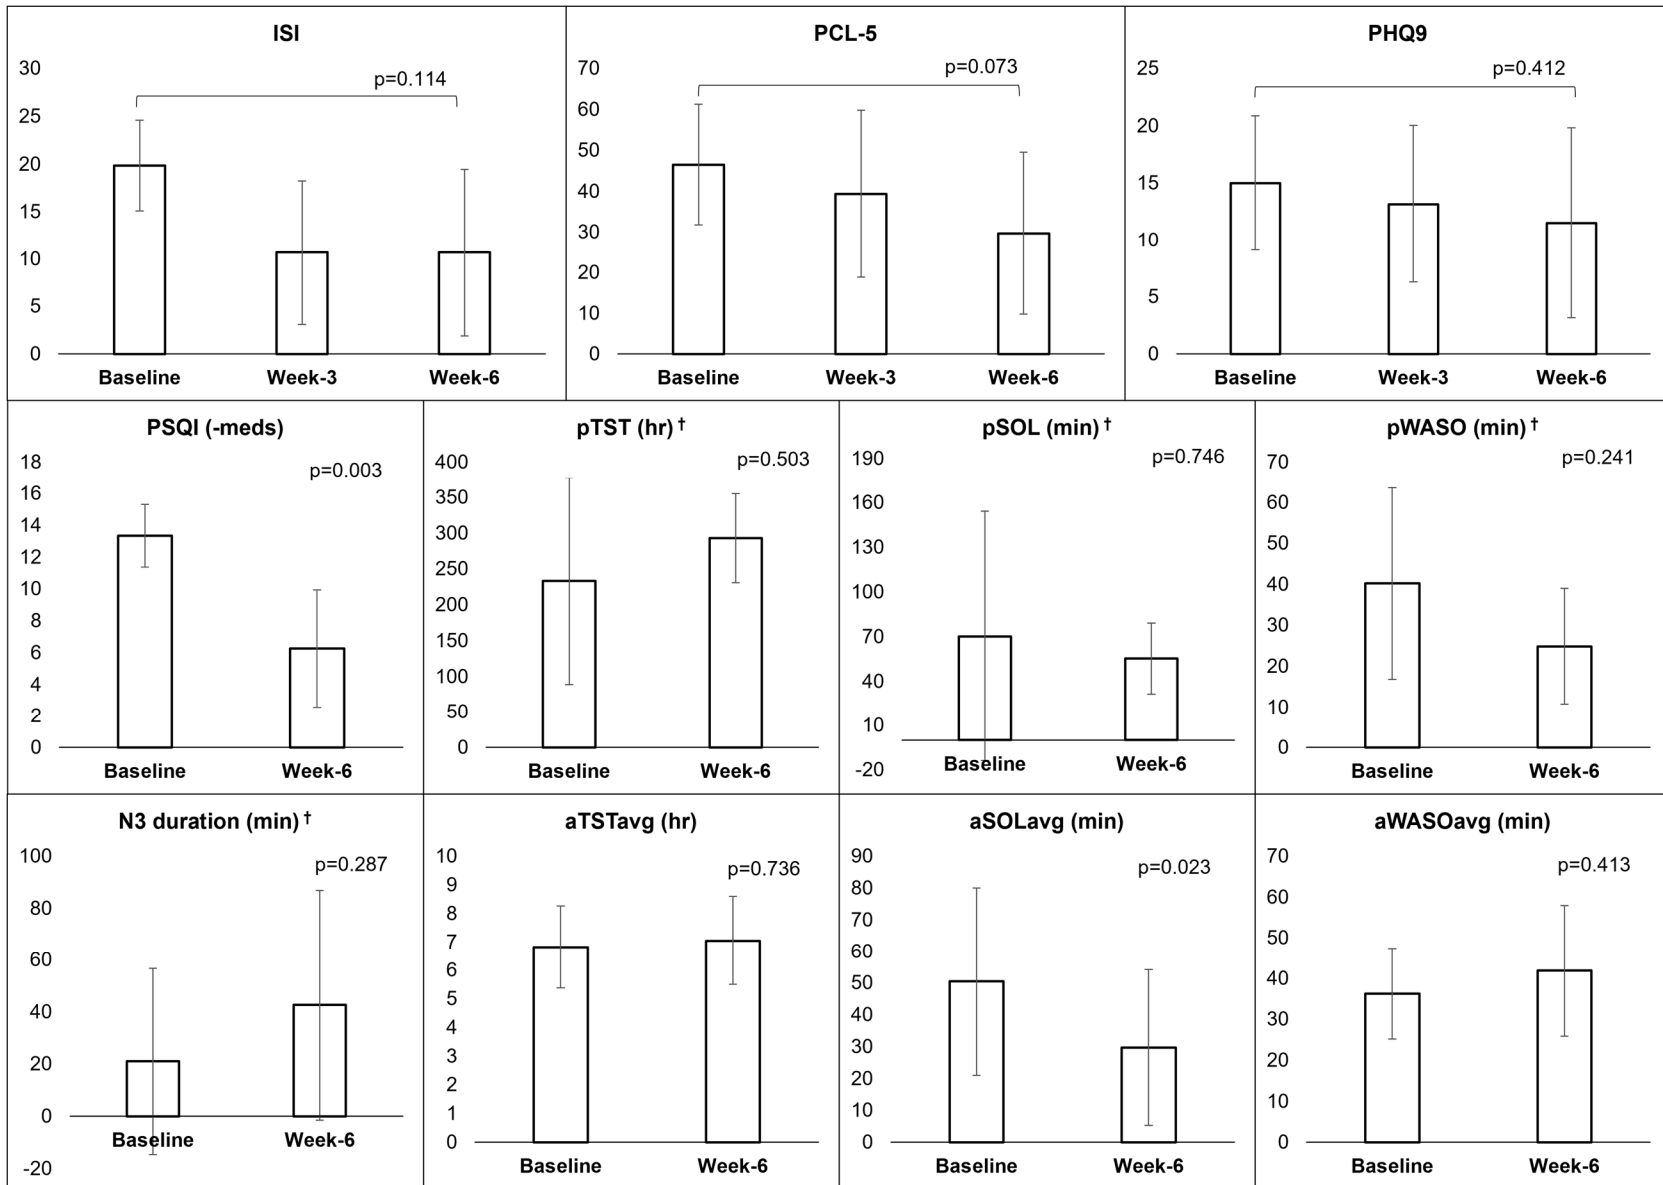 ISI
p=0.114
30
25
20
15
10
5
0
Baseline Week-3 Week-6
PCL-5
p=0.073
70
60
50
40
30
20
10
0
Baseline Week-3 Week-6
PHQ9
p=0.412
25
20
15
10
5
0
Baseline Week-3 Week-6
PSQI (-meds)
p=0.003
18
16
14
12
10
8
6
4
2
0
Baseline Week-6
pTST (hr) †
p=0.503
400
350
300
250
200
150
100
50
0
Baseline Week-6
pSOL (min) †
p=0.746
190
160
130
100
70
40
10
-20
Baseline Week-6
pWASO (min) †
p=0.241
70
60
50
40
30
20
10
0
Baseline Week-6
N3 duration (min) †
p=0.287
100
80
60
40
20
0
-20
Baseline Week-6
aTSTavg (hr)
p=0.736
10
9
8
7
6
5
4
3
2
1
0
Baseline Week-6
aSOLavg (min)
p=0.023
90
80
70
60
50
40
30
20
10
0
Baseline Week-6
aWASOavg (min)
p=0.413
70
60
50
40
30
20
10
0
Baseline Week-6